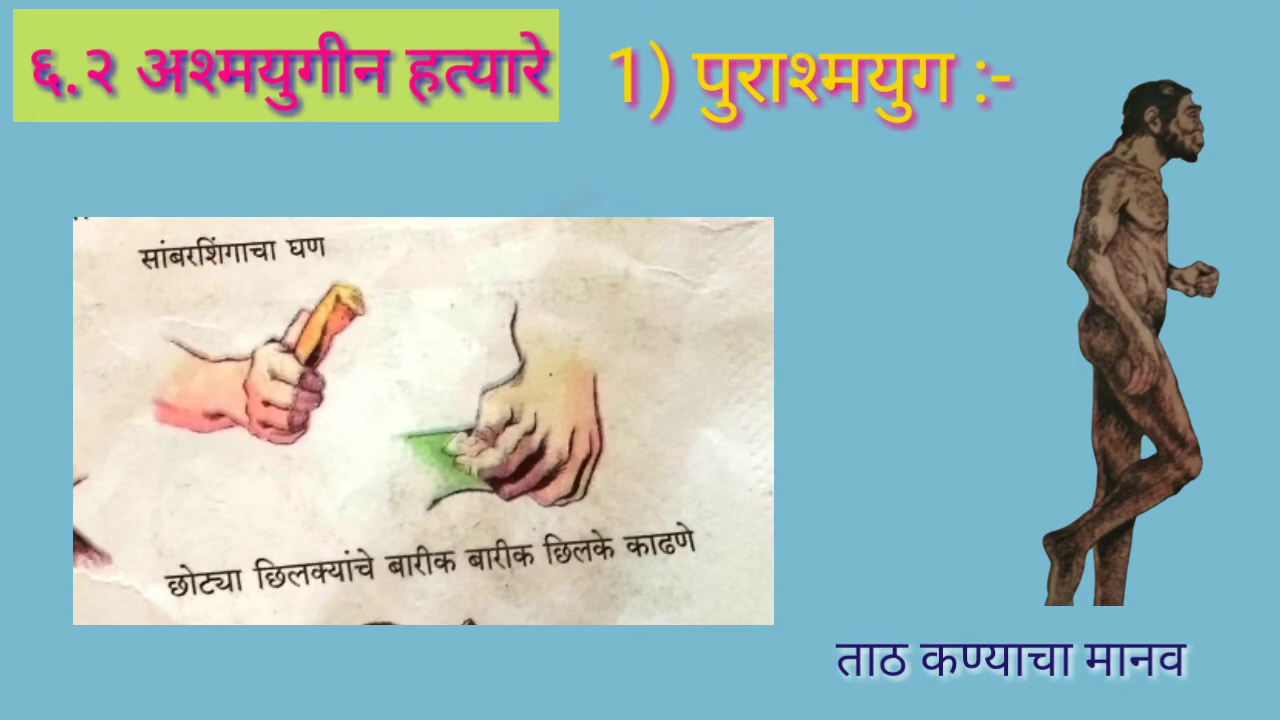 ६.२ अश्मयुगीन हत्यारे
1) पुराश्मयुग :-
सांबरशिंगाचा घण
छोट्या छिलक्यांचे बारीक बारीक छिलके काढणे
ताठ कण्याचा मानव